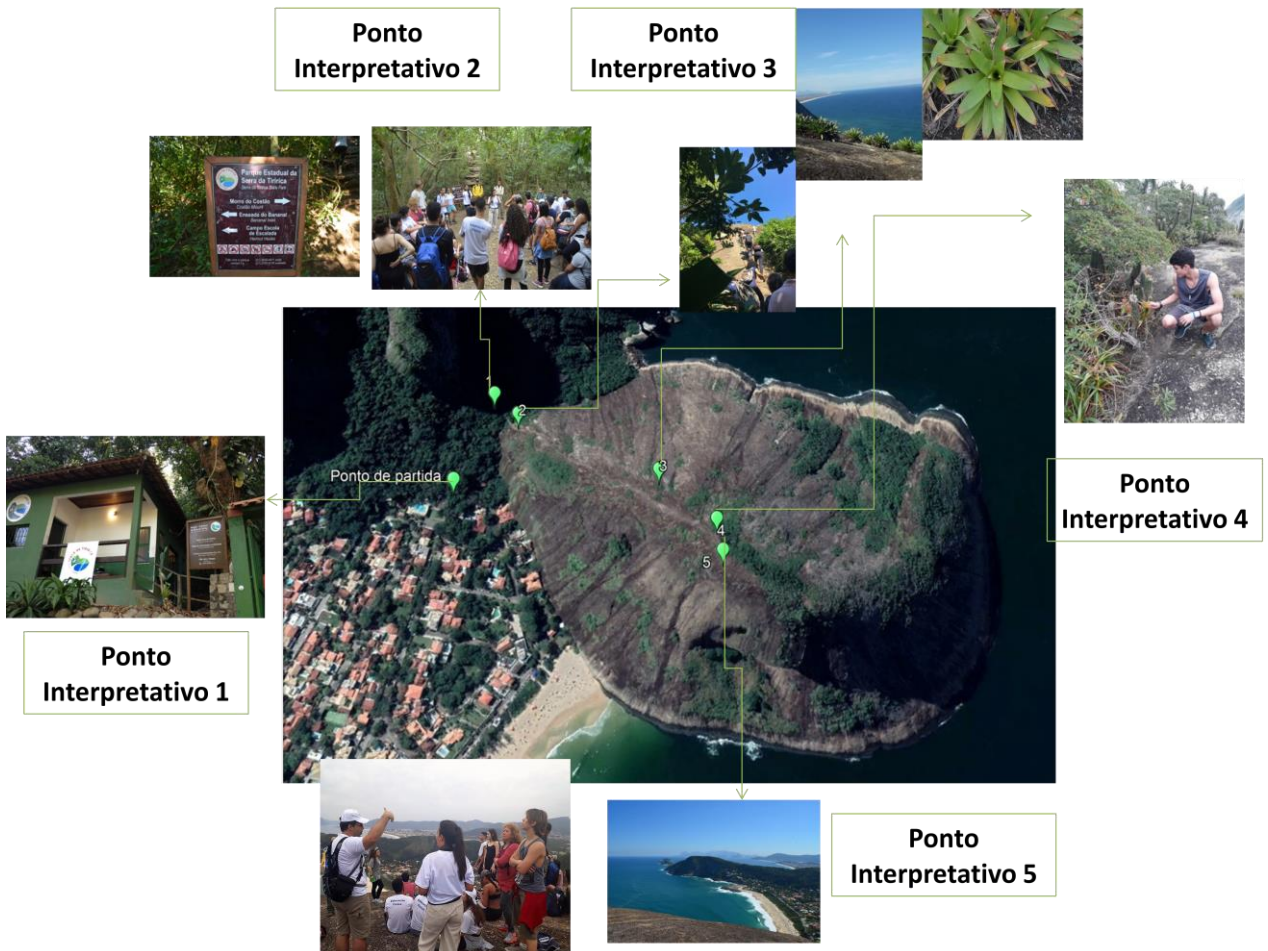 Ponto
Interpretativo 2
Ponto
Interpretativo 3
Parque Estadual da
Serra da Tiririca
Morro do Costão
Enseada do Bananal
Campo Escola
de Escalada
1
2
Ponto de partida
3
4
5
Ponto
Interpretativo 4
Ponto
Interpretativo 1
Ponto
Interpretativo 5